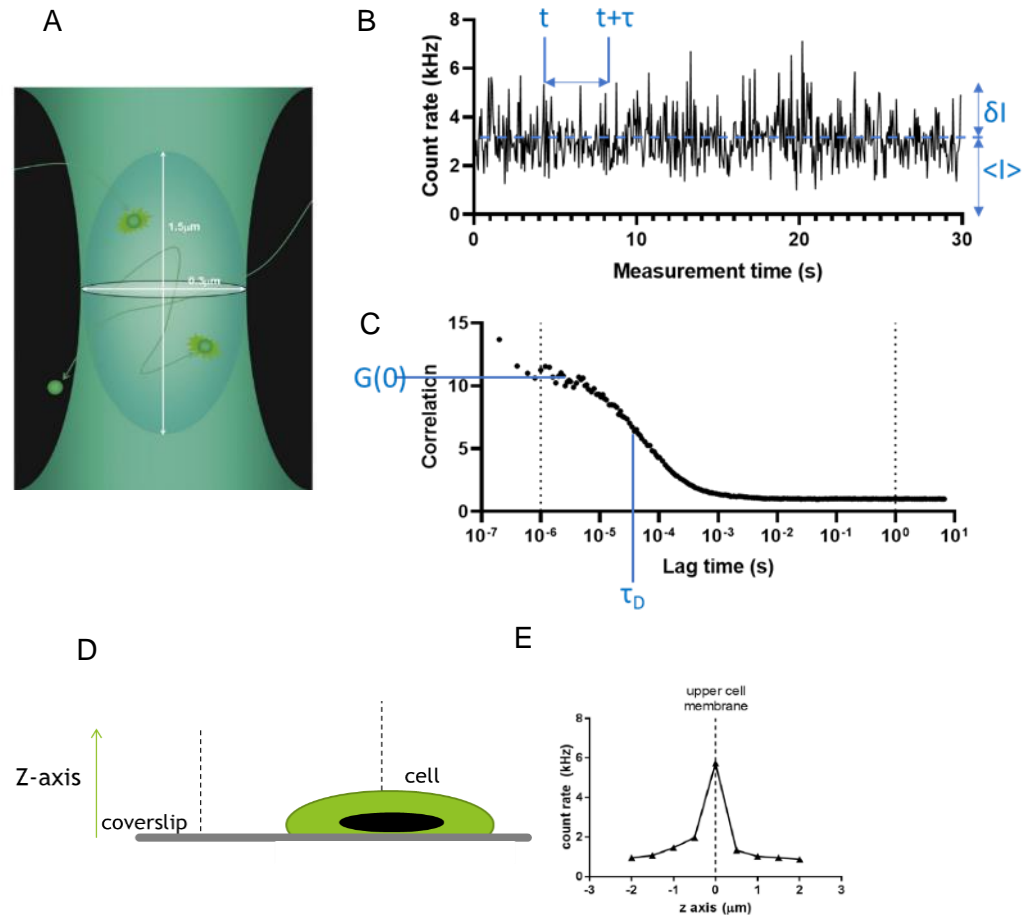 A
1.5μm
0.3μm
B
t
t+τ
8
6
4
2
0
Count rate (kHz)
δI
<I>
0
10
20
30
Measurement time (s)
C
15
10
5
0
G(0)
Correlation
10-7
10-6
10-5
10-4
10-3
10-2
10-1
100
101
Lag time (s)
τD
D
Z-axis
cell
coverslip
E
upper cell
membrane
8
6
4
2
0
count rate (kHz)
-3
-2
-1
0
1
2
3
z axis (μm)